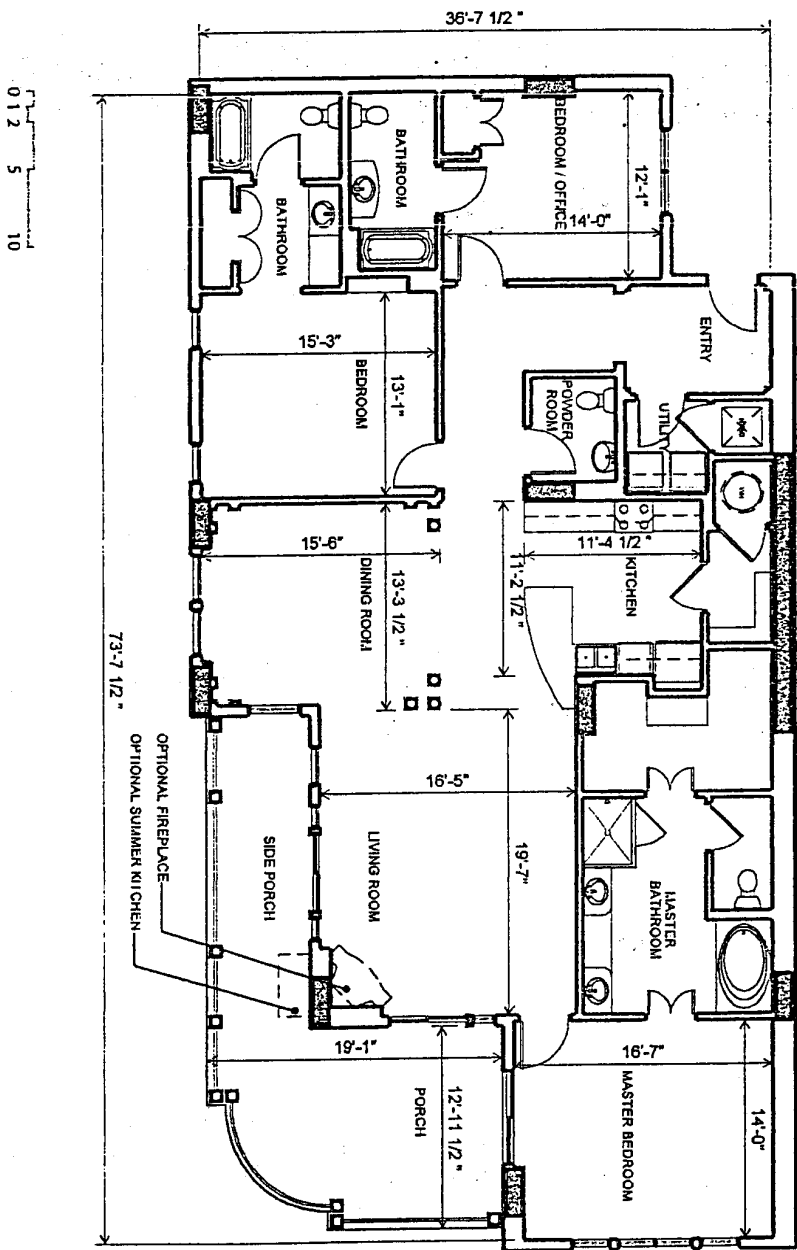 36'-7 1/2 "
BEDROOM / OFFICE
12'-1"
14'-0"
BATHROOM
BATHROOM
ENTRY
15'-3"
13'-1"
BEDROOM
POWDER
ROOM
UTILITY
15'-6"
13'-3 1/2 "
DINING ROOM
11'-4 1/2 "
11'-2 1/2 "
KITCHEN
16'-5"
19'-7"
LIVING ROOM
SIDE PORCH
MASTER
BATHROOM
OPTIONAL FIREPLACE
OPTIONAL SUMMER KITCHEN
19'-1"
12'-11 1/2 "
PORCH
16'-7"
14'-0"
MASTER BEDROOM
73'-7 1/2 "
0 1 2 5 10